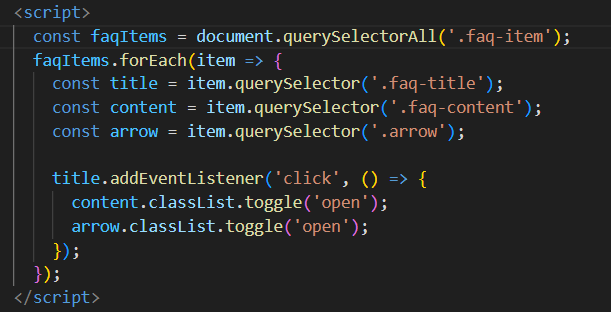 <script>
const faqItems = document.querySelectorAll('.faq-item');
faqItems.forEach(item => {
const title = item.querySelector('.faq-title');
const content = item.querySelector('.faq-content');
const arrow = item.querySelector('.arrow');
title.addEventListener('click', () => {
content.classList.toggle('open');
arrow.classList.toggle('open');
});
});
</script>